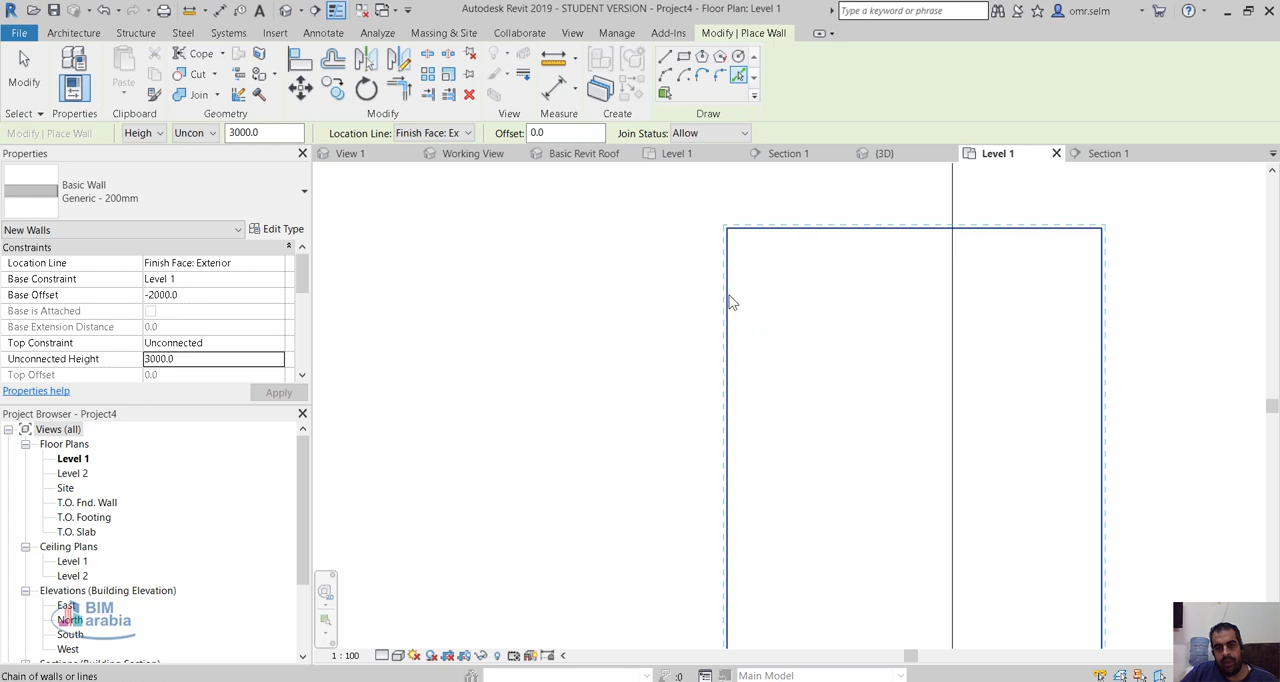 Autodesk Revit 2019 - STUDENT VERSION - Project4 - Floor Plan: Level 1
Type a keyword or phrase
omr.selm
File Architecture Structure Steel Systems Insert Annotate Analyze Massing & Site Collaborate View Manage Add-Ins Modify | Place Wall
Modify
Paste
Cope
Cut
Join
Select Properties Clipboard Geometry Modify View Measure Create Draw
Modify | Place Wall Heigh Uncon 3000.0 Location Line: Finish Face: Ex Offset: 0.0 Join Status: Allow
Properties
View 1 Working View Basic Revit Roof Level 1 Section 1 {3D} Level 1 Section 1
Basic Wall
Generic - 200mm
New Walls Edit Type
Constraints
Location Line Finish Face: Exterior
Base Constraint Level 1
Base Offset -2000.0
Base is Attached
Base Extension Distance 0.0
Top Constraint Unconnected
Unconnected Height 3000.0
Top Offset 0.0
Properties help Apply
Project Browser - Project4
Views (all)
Floor Plans
Level 1
Level 2
Site
T.O. Fnd. Wall
T.O. Footing
T.O. Slab
Ceiling Plans
Level 1
Level 2
Elevations (Building Elevation)
East
North
South
West
BIM
arabia
1 : 100
Chain of walls or lines
:0
Main Model